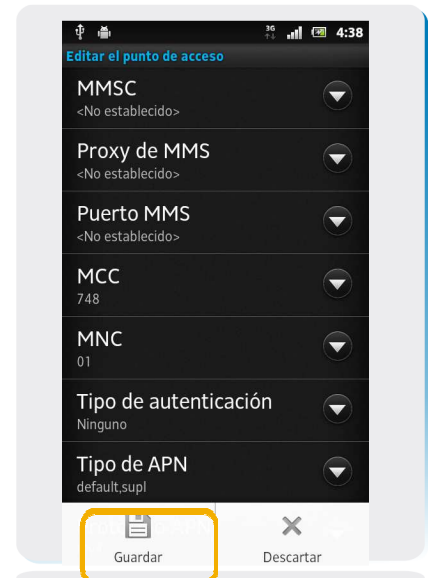 3G
4:38
Editar el punto de acceso
MMSC
<No establecido>
Proxy de MMS
<No establecido>
Puerto MMS
<No establecido>
MCC
748
MNC
01
Tipo de autenticación
Ninguno
Tipo de APN
default,supl
Guardar
Descartar